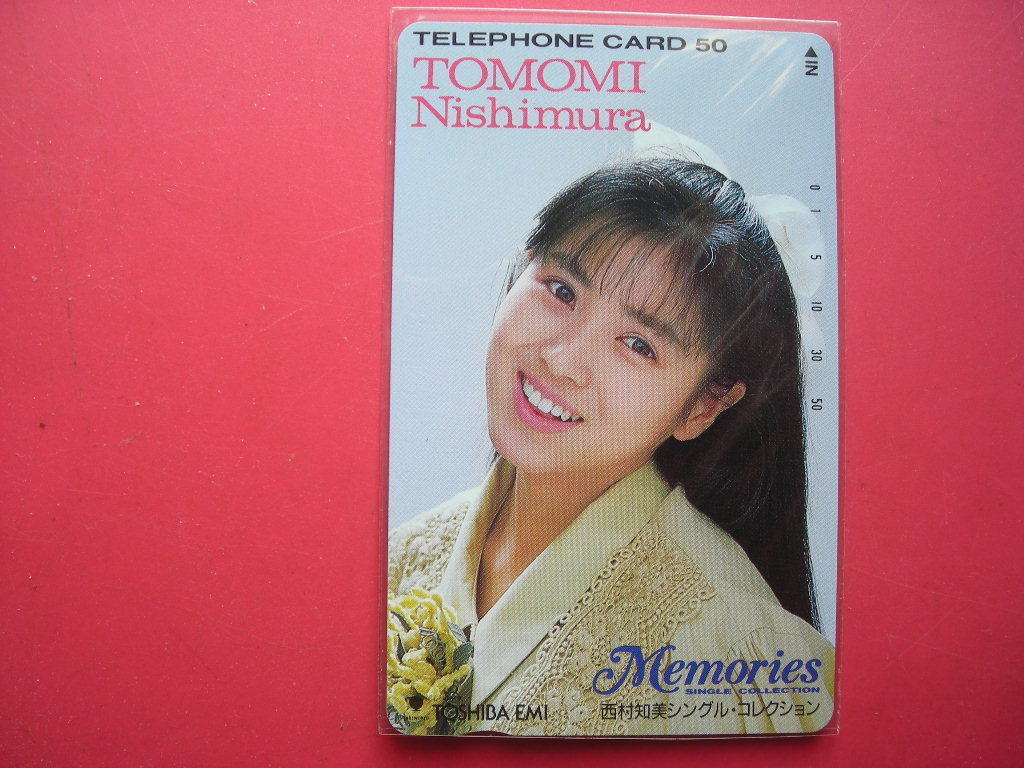 TELEPHONE CARD 50
◀IN
TOMOMI
Nishimura
0
1
5
10
30
50
Memories
SINGLE COLLECTION
TOSHIBA EMI
西村知美シングル・コレクション